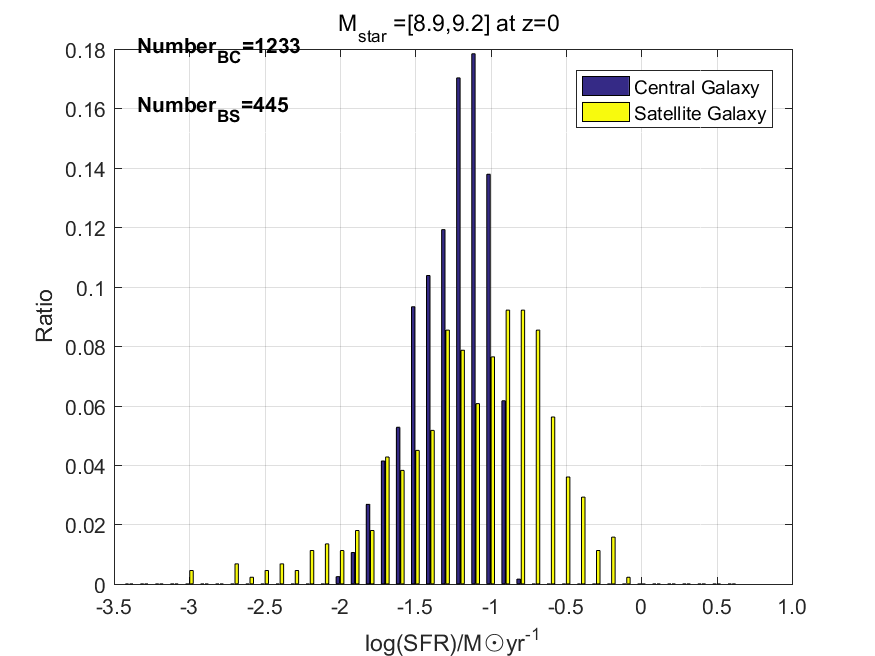 M_star =[8.9,9.2] at z=0
Number_BC=1233
Number_BS=445
Central Galaxy
Satellite Galaxy
0.18
0.16
0.14
0.12
0.1
0.08
0.06
0.04
0.02
0
Ratio
-3.5 -3 -2.5 -2 -1.5 -1 -0.5 0 0.5 1.0
log(SFR)/M☉yr^-1